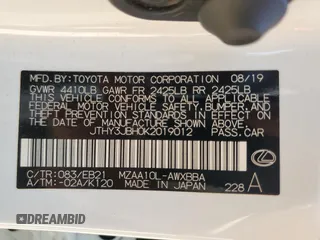 MFD.BY:TOYOTA MOTOR CORPORATION 08/19
GVWR 4410LB GAWR FR 2425LB RR 2425LB
THIS VEHICLE CONFORMS TO ALL APPLICABLE
FEDERAL MOTOR VEHICLE SAFETY, BUMPER, AND
THEFT PREVENTION STANDARDS IN EFFECT ON
THE DATE OF MANUFACTURE SHOWN ABOVE.
JTHY3JBH0K2019012
C/TR:083/EB21 MZAA10L-AWXBBA
A/TM:-02A/K120 MADE IN JAPAN 228 A
DREAMBID